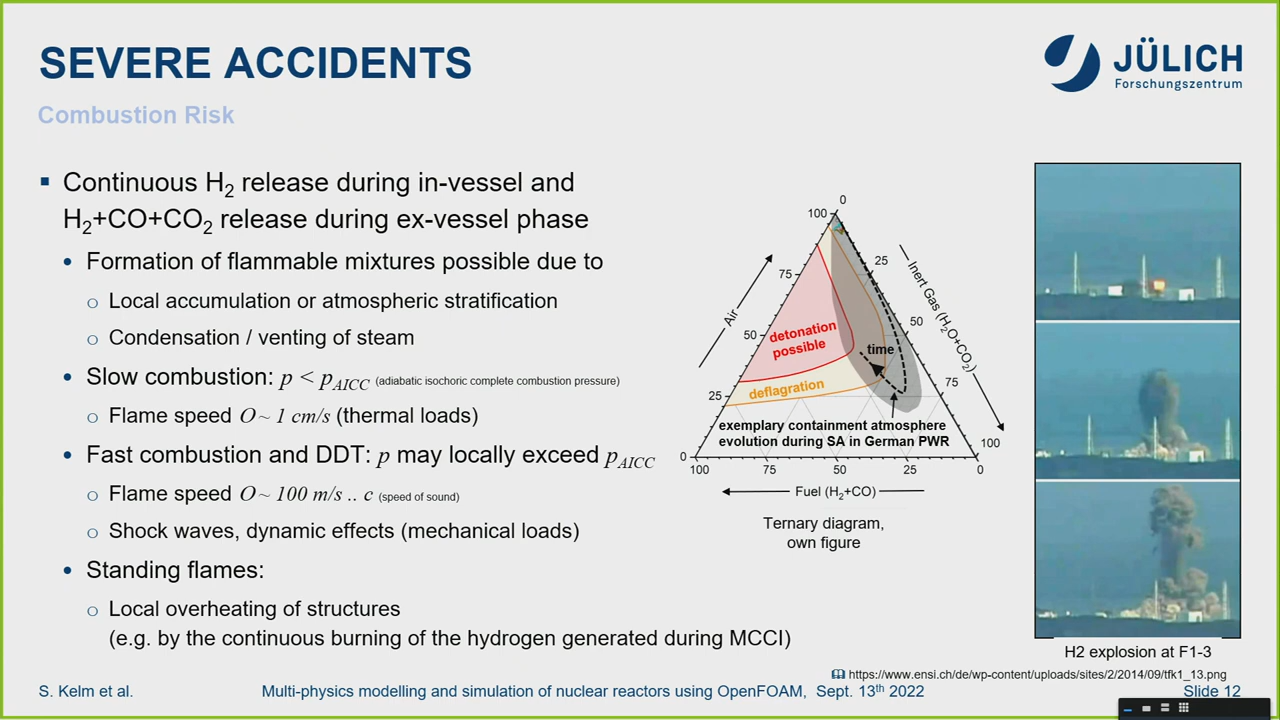 SEVERE ACCIDENTS
JÜLICH
Forschungszentrum
Combustion Risk
▪ Continuous H₂ release during in-vessel and
H₂+CO+CO₂ release during ex-vessel phase
• Formation of flammable mixtures possible due to
o Local accumulation or atmospheric stratification
o Condensation / venting of steam
• Slow combustion: p < p_AICC (adiabatic isochoric complete combustion pressure)
o Flame speed O~ 1 cm/s (thermal loads)
• Fast combustion and DDT: p may locally exceed p_AICC
o Flame speed O~ 100 m/s .. c (speed of sound)
o Shock waves, dynamic effects (mechanical loads)
• Standing flames:
o Local overheating of structures
(e.g. by the continuous burning of the hydrogen generated during MCCI)
0
100
25
75
Air
Inert Gas (H₂O+CO₂)
50
50
detonation
possible
time
75
25
deflagration
exemplary containment atmosphere
evolution during SA in German PWR
100
0
100
75
50
25
0
Fuel (H₂+CO)
Ternary diagram,
own figure
H2 explosion at F1-3
https://www.ensi.ch/de/wp-content/uploads/sites/2/2014/09/tfk1_13.png
S. Kelm et al.
Multi-physics modelling and simulation of nuclear reactors using OpenFOAM, Sept. 13th 2022
Slide 12